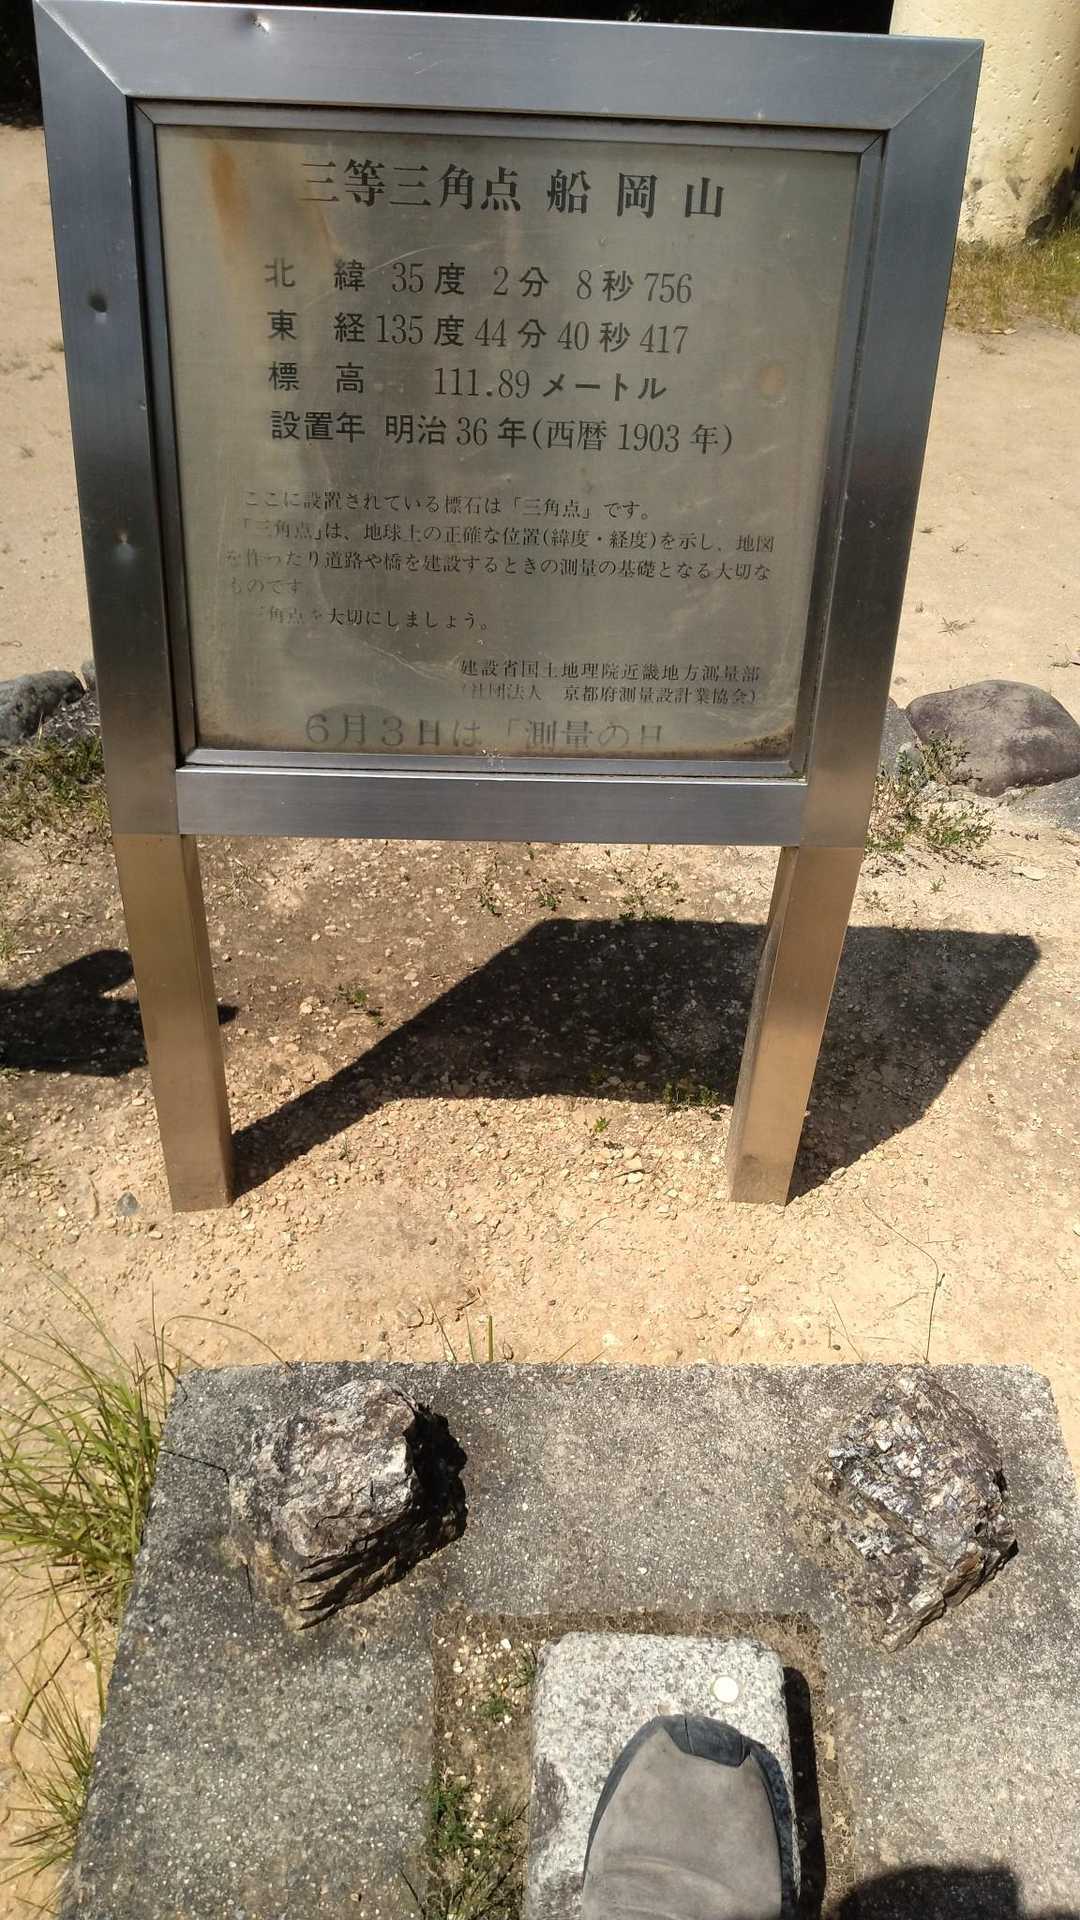 三等三角点 船岡山
北緯 35度 2分 8秒756
東経 135度 44分 40秒 417
標高 111.89メートル
設置年 明治36年(西暦1903年)
ここに設置されている標石は「三角点」です。
「三角点」は、地球上の正確な位置(緯度・経度)を示し、地図
を作ったり道路や橋を建設するときの測量の基礎となる大切な
ものです
三角点を大切にしましょう。
建設省国土地理院近畿地方測量部
(社団法人 京都府測量設計業協会)
6月3日は「測量の日